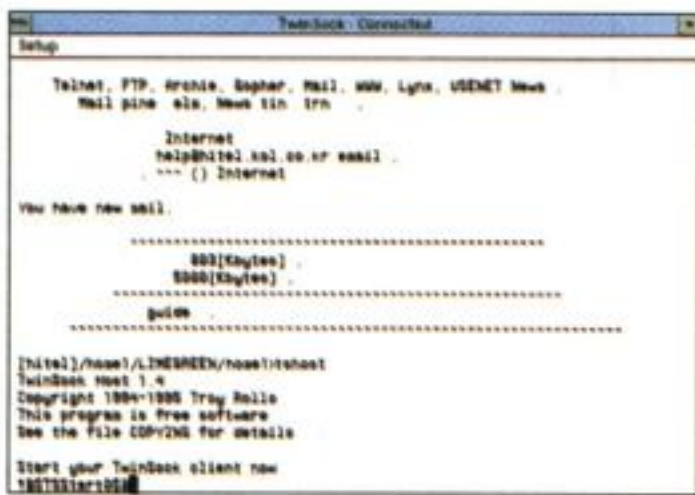 TwinSock - Connected
Setup
Telnet, FTP, Archie, Gopher, Mail, WWW, Lynx, USENET News .
Mail pine elm, News tin trn .
Internet
help@hitel.kol.co.kr email .
. ~~~ () Internet
You have new mail.
[Kbytes] .
[Kbytes] .
guide .
[hitel]/home1/LIMEGREEN/home1>tshost
TwinSock Host 1.4
Copyright 1994-1995 Troy Rollo
This program is free software
See the file COPYING for details
Start your TwinSock client now